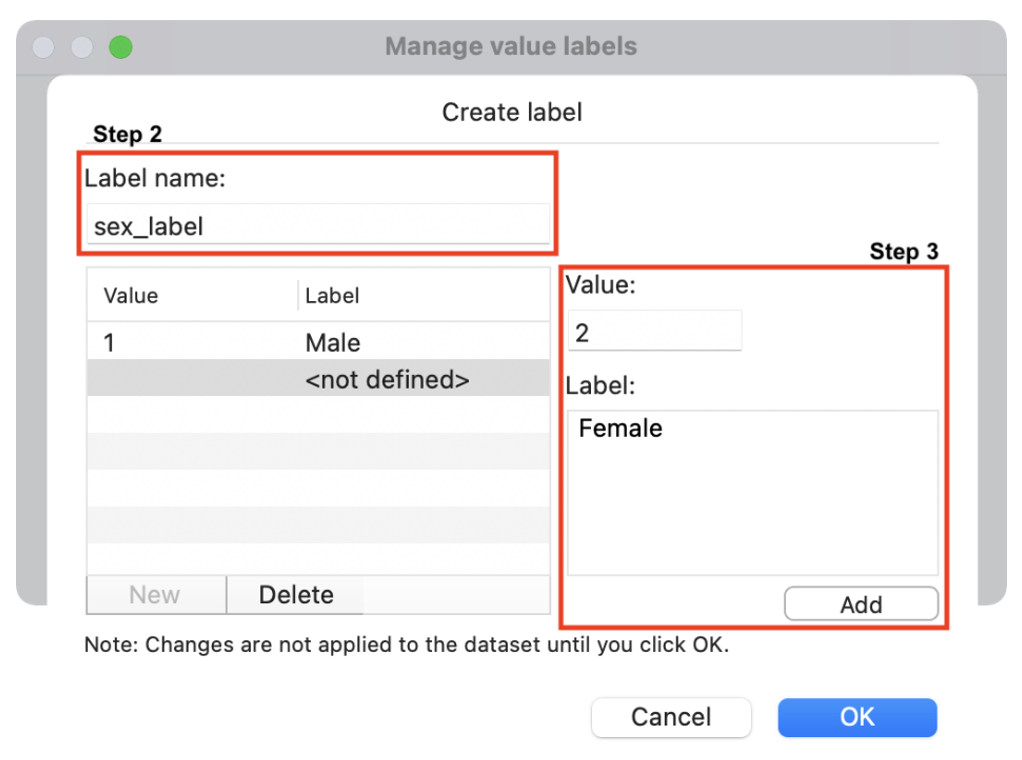 Manage value labels
Create label
Step 2
Label name:
sex_label
Step 3
Value Label
1 Male
<not defined>
Value:
2
Label:
Female
New Delete
Add
Note: Changes are not applied to the dataset until you click OK.
Cancel OK